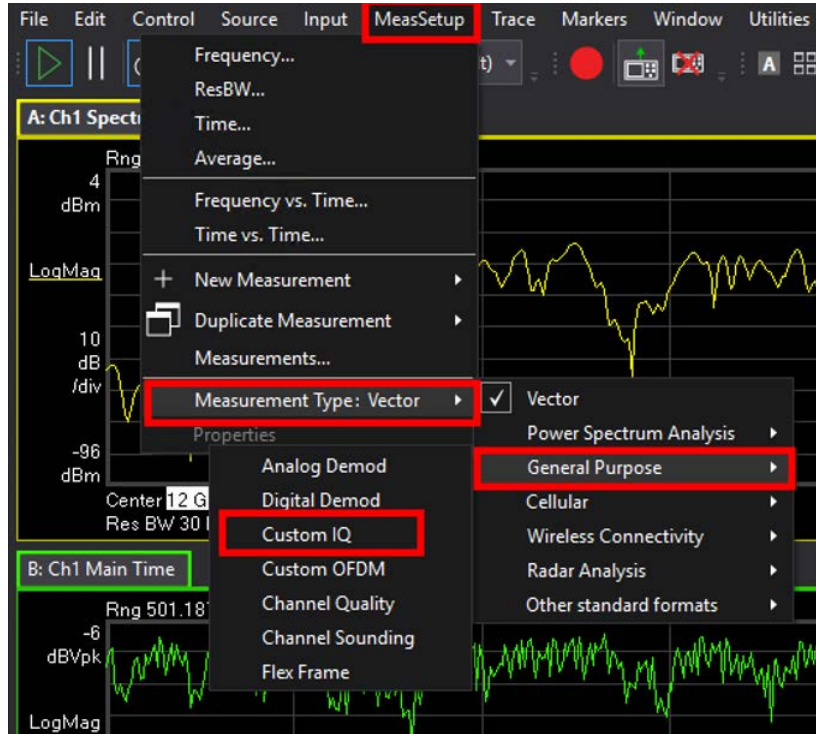 File Edit Control Source Input MeasSetup Trace Markers Window Utilities
t)
A
A: Ch1 Spect
Frequency...
ResBW...
Time...
Average...
Frequency vs. Time...
Time vs. Time...
New Measurement
Duplicate Measurement
Measurements...
Measurement Type: Vector
Properties
Vector
Power Spectrum Analysis
General Purpose
Cellular
Wireless Connectivity
Radar Analysis
Other standard formats
Analog Demod
Digital Demod
Custom IQ
Custom OFDM
Channel Quality
Channel Sounding
Flex Frame
Rng
4
dBm
LogMag
10
dB
/div
-96
dBm
Center 12 G
Res BW 30
B: Ch1 Main Time
Rng 501.187
-6
dBVpk
LogMag